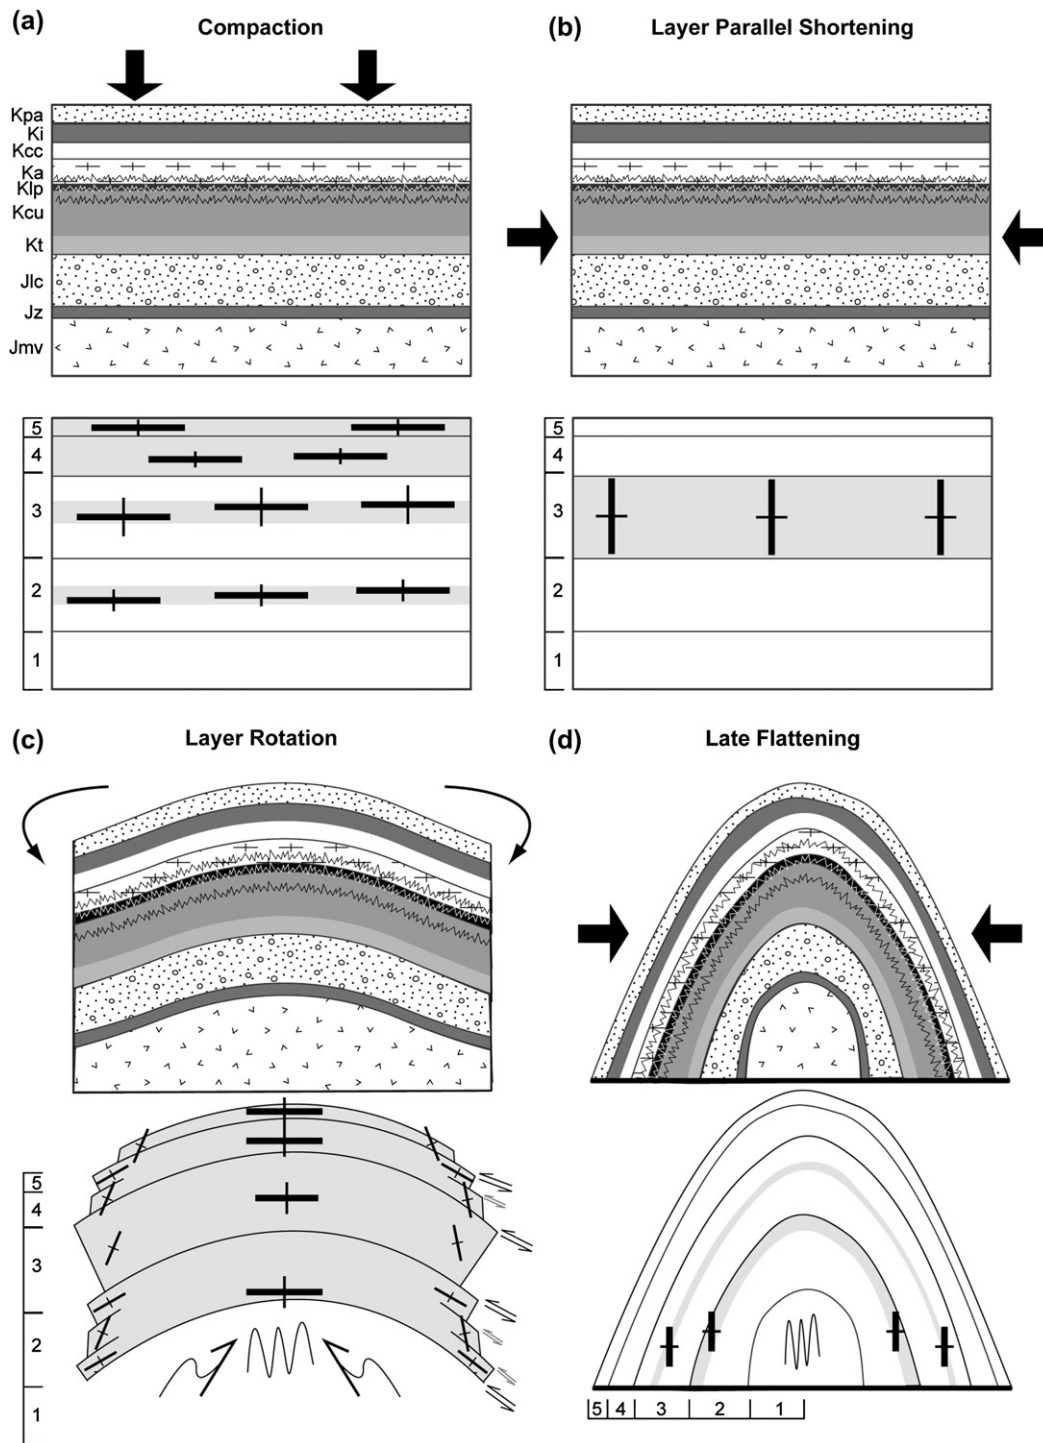 (a) Compaction
(b) Layer Parallel Shortening
Kpa
Ki
Kcc
Ka
Klp
Kcu
Kt
Jlc
Jz
Jmv
5
4
3
2
1
5
4
3
2
1
(c) Layer Rotation
(d) Late Flattening
5
4
3
2
1
5 4 3 2 1